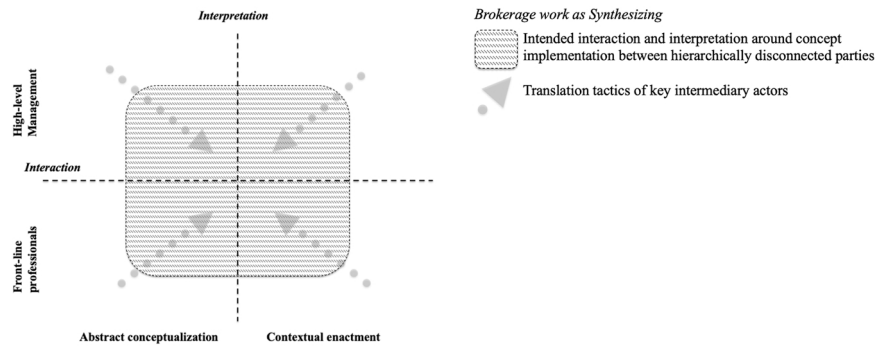 Interpretation
Brokerage work as Synthesizing
Intended interaction and interpretation around concept
implementation between hierarchically disconnected parties
Translation tactics of key intermediary actors
High-level
Management
Interaction
Front-line
professionals
Abstract conceptualization
Contextual enactment